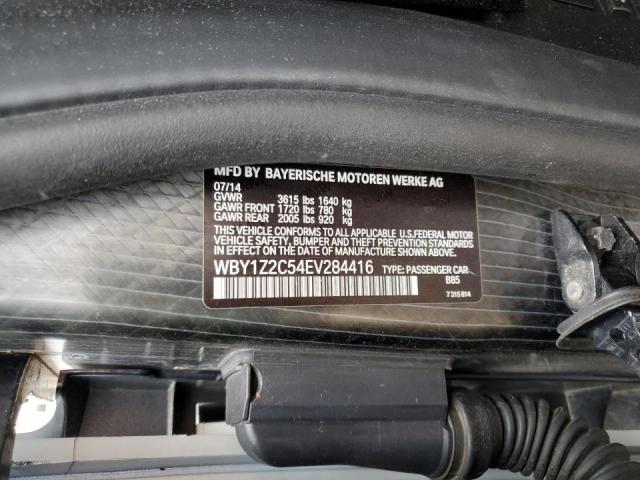 MFD BY BAYERISCHE MOTOREN WERKE AG
07/14
GVWR 3615 lbs 1640 kg
GAWR FRONT 1720 lbs 780 kg
GAWR REAR 2005 lbs 920 kg
THIS VEHICLE CONFORMS TO ALL APPLICABLE U.S.FEDERAL MOTOR
VEHICLE SAFETY, BUMPER, AND THEFT PREVENTION STANDARDS
IN EFFECT ON THE DATE OF MANUFACTURE SHOWN ABOVE.
WBY1Z2C54EV284416 TYPE: PASSENGER CAR
B85
7 315 814